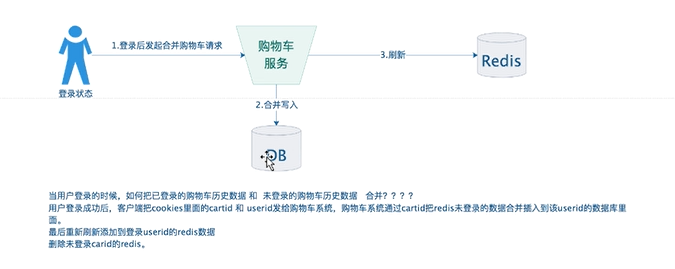 1.登录后发起合并购物车请求
购物车
服务
3.刷新
Redis
登录状态
2.合并写入
DB
当用户登录的时候，如何把已登录的购物车历史数据 和 未登录的购物车历史数据 合并？？？？
用户登录成功后，客户端把cookies里面的cartid 和 userid发给购物车系统，购物车系统通过cartid把redis未登录的数据合并插入到该userid的数据库里
面。
最后重新刷新添加到登录userid的redis数据
删除未登录carid的redis。